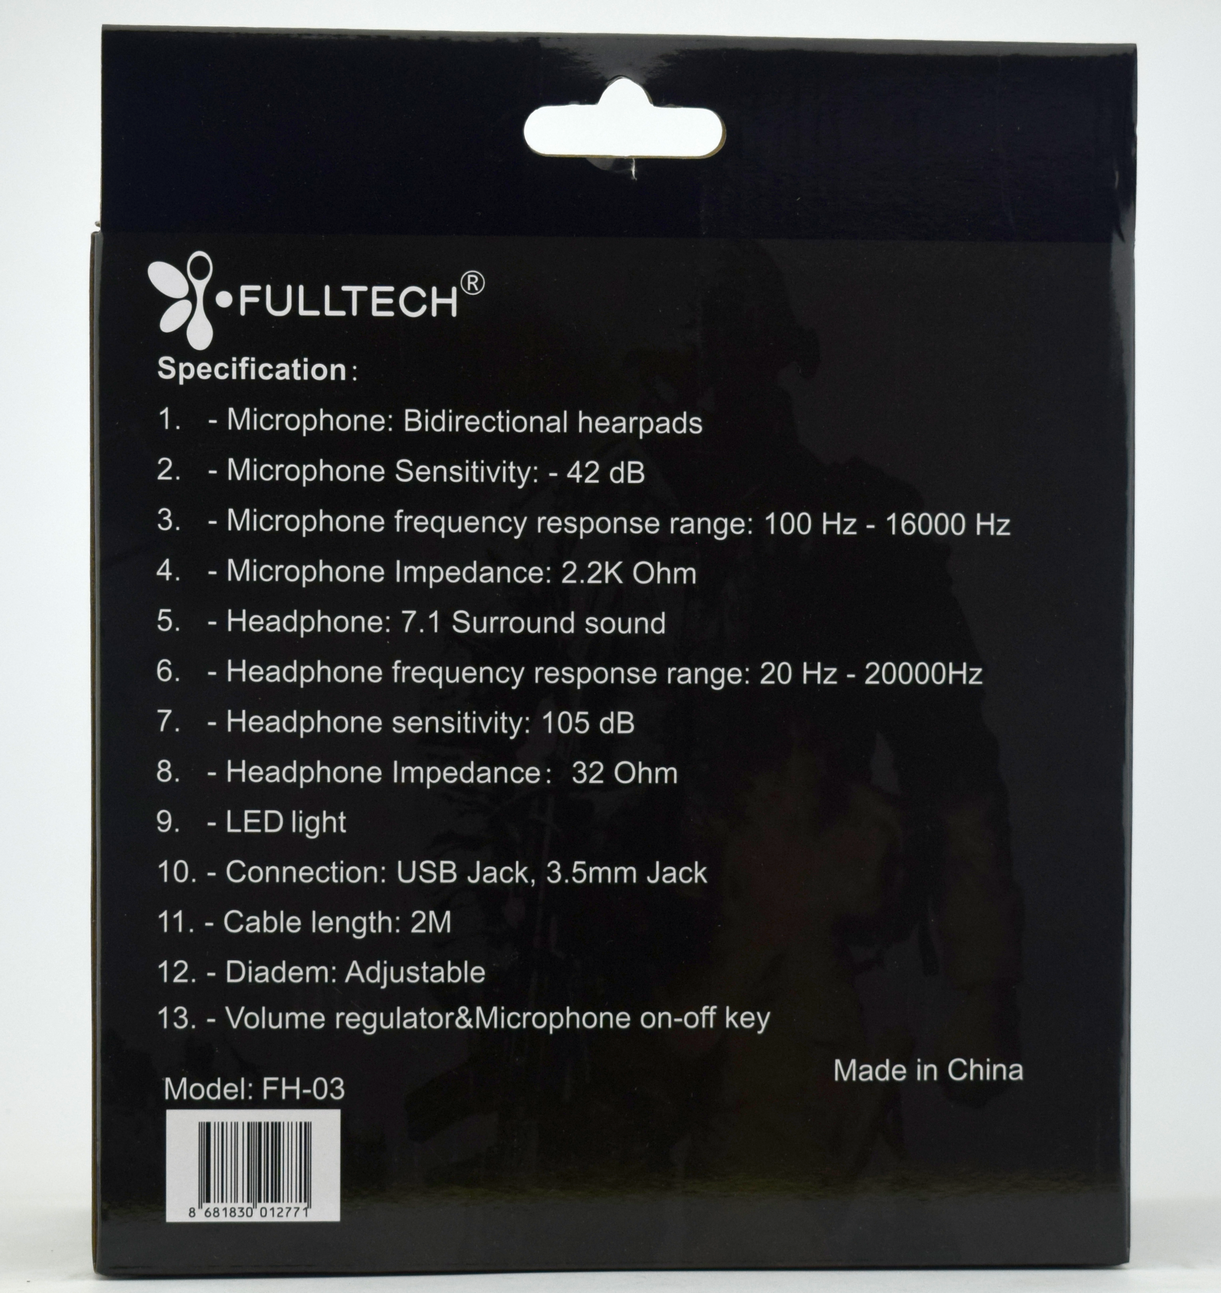 FULLTECH®
Specification:
1. - Microphone: Bidirectional hearpads
2. - Microphone Sensitivity: - 42 dB
3. - Microphone frequency response range: 100 Hz - 16000 Hz
4. - Microphone Impedance: 2.2K Ohm
5. - Headphone: 7.1 Surround sound
6. - Headphone frequency response range: 20 Hz - 20000Hz
7. - Headphone sensitivity: 105 dB
8. - Headphone Impedance: 32 Ohm
9. - LED light
10. - Connection: USB Jack, 3.5mm Jack
11. - Cable length: 2M
12. - Diadem: Adjustable
13. - Volume regulator&Microphone on-off key
Made in China
Model: FH-03
8 681830 012771